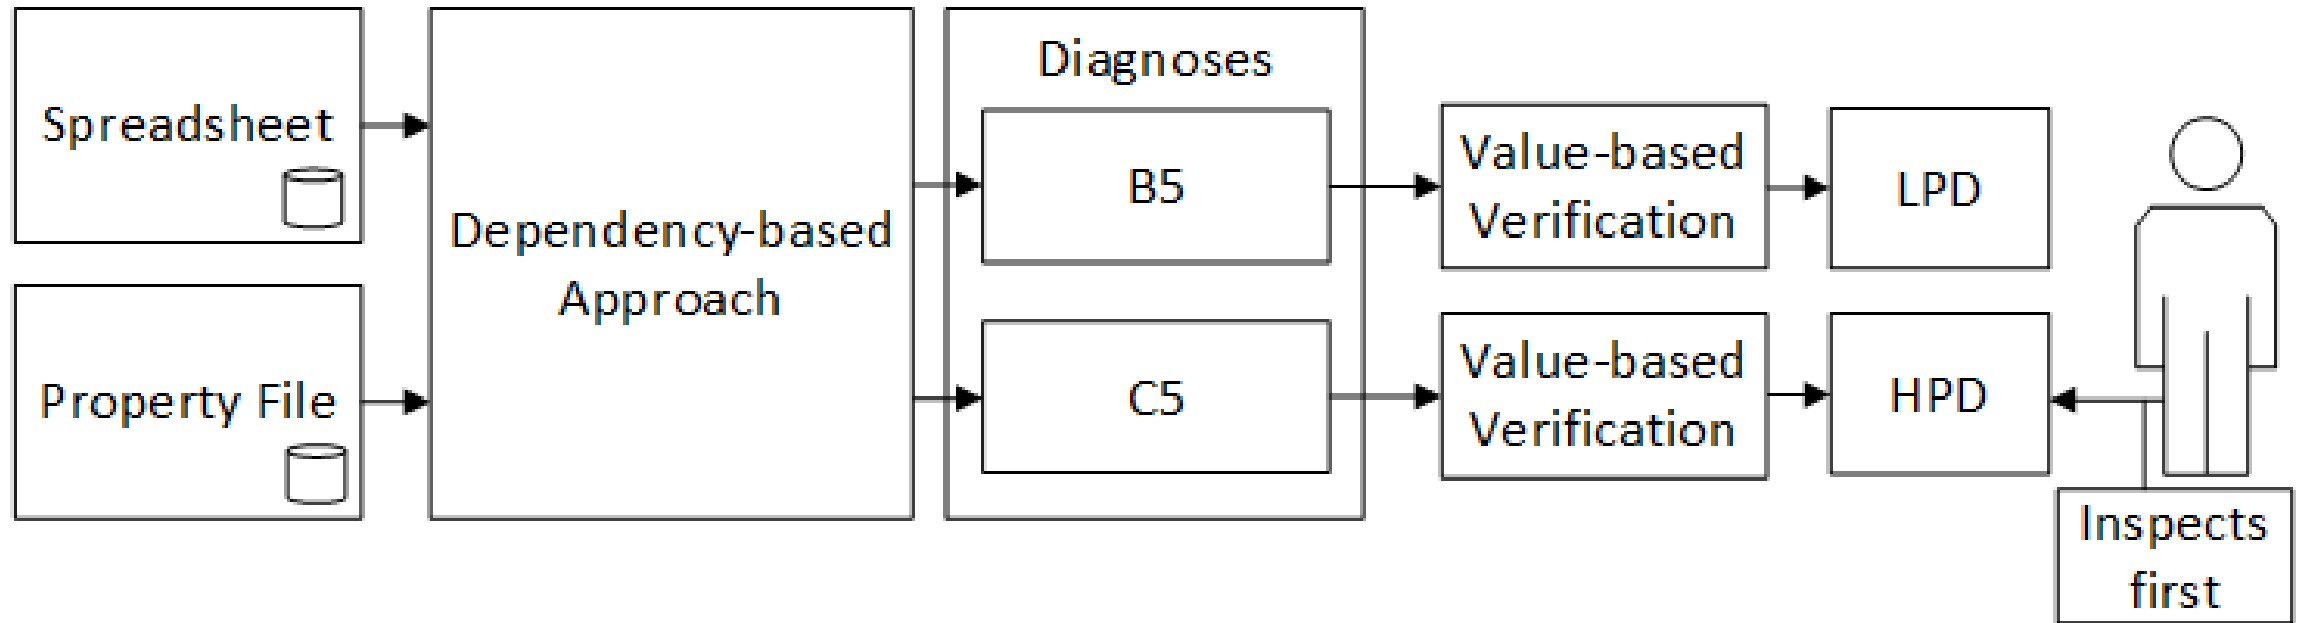 Spreadsheet
Property File
Dependency-based
Approach
Diagnoses
B5
C5
Value-based
Verification
Value-based
Verification
LPD
HPD
Inspects
first